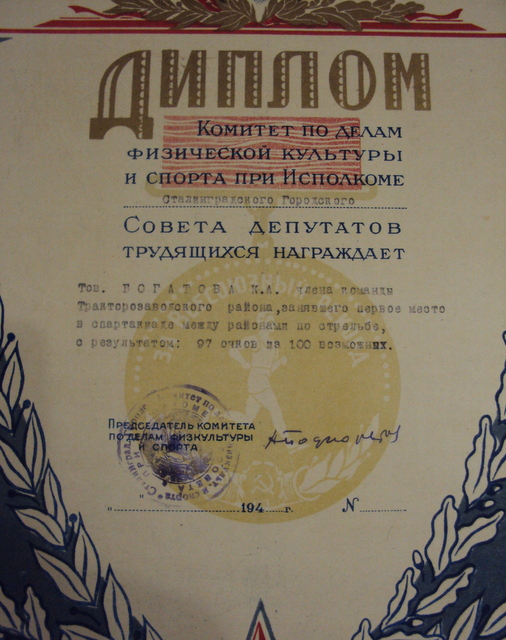 ДИПЛОМ
КОМИТЕТ ПО ДЕЛАМ
ФИЗИЧЕСКОЙ КУЛЬТУРЫ
И СПОРТА ПРИ ИСПОЛКОМЕ
Сталинградского Городского
СОВЕТА ДЕПУТАТОВ
ТРУДЯЩИХСЯ НАГРАЖДАЕТ
Тов. БОГАТОВА К.А. члена команды
Тракторозаводского района, занявшего первое место
в спартакиаде между районами по стрельбе,
с результатом: 97 очков из 100 возможных.
ПРЕДСЕДАТЕЛЬ КОМИТЕТА
ПО ДЕЛАМ ФИЗКУЛЬТУРЫ
И СПОРТА
194 г. №